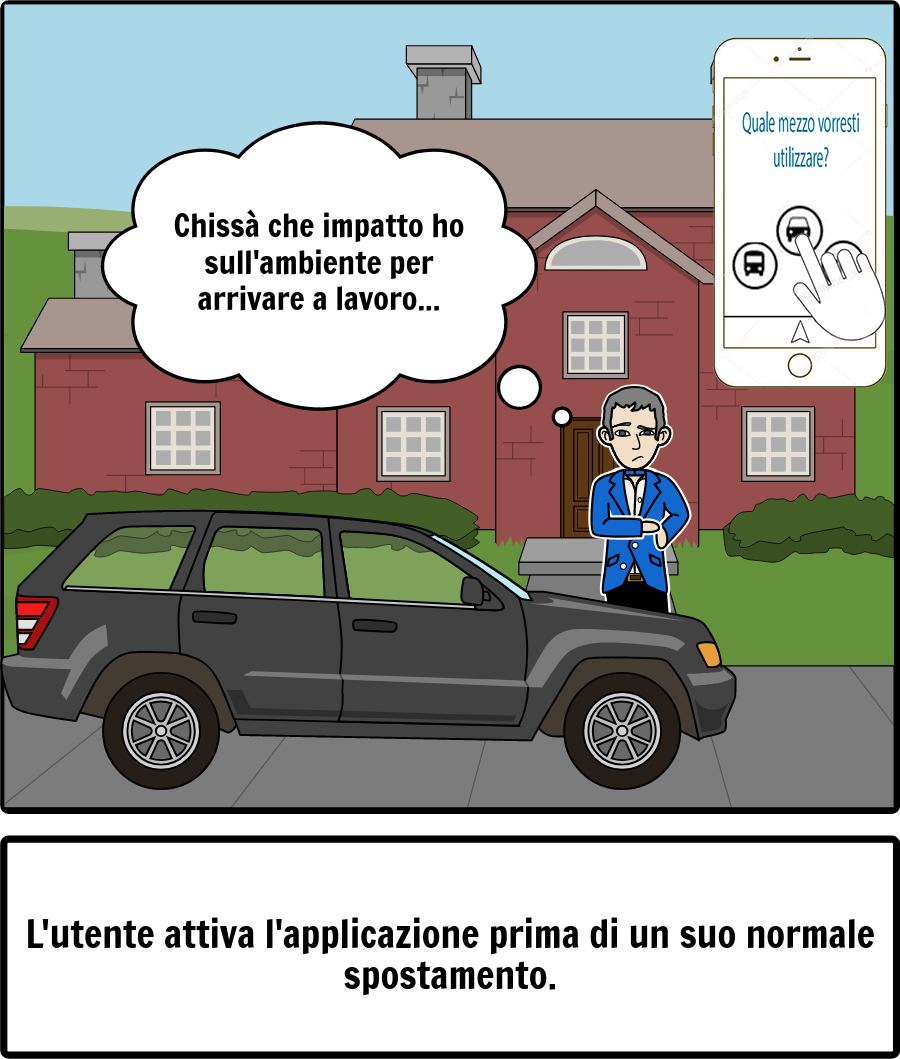 Quale mezzo vorresti
utilizzare?
Chissà che impatto ho
sull'ambiente per
arrivare a lavoro...
L'utente attiva l'applicazione prima di un suo normale
spostamento.